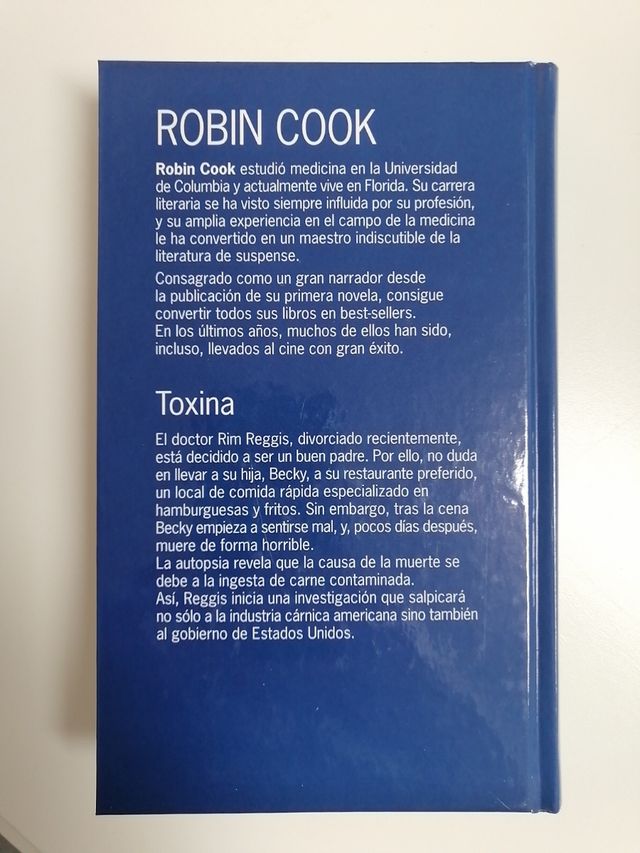 ROBIN COOK
Robin Cook estudió medicina en la Universidad
de Columbia y actualmente vive en Florida. Su carrera
literaria se ha visto siempre influida por su profesión,
y su amplia experiencia en el campo de la medicina
le ha convertido en un maestro indiscutible de la
literatura de suspense.
Consagrado como un gran narrador desde
la publicación de su primera novela, consigue
convertir todos sus libros en best-sellers.
En los últimos años, muchos de ellos han sido,
incluso, llevados al cine con gran éxito.
Toxina
El doctor Rim Reggis, divorciado recientemente,
está decidido a ser un buen padre. Por ello, no duda
en llevar a su hija, Becky, a su restaurante preferido,
un local de comida rápida especializado en
hamburguesas y fritos. Sin embargo, tras la cena
Becky empieza a sentirse mal, y, pocos días después,
muere de forma horrible.
La autopsia revela que la causa de la muerte se
debe a la ingesta de carne contaminada.
Así, Reggis inicia una investigación que salpicará
no sólo a la industria cárnica americana sino también
al gobierno de Estados Unidos.